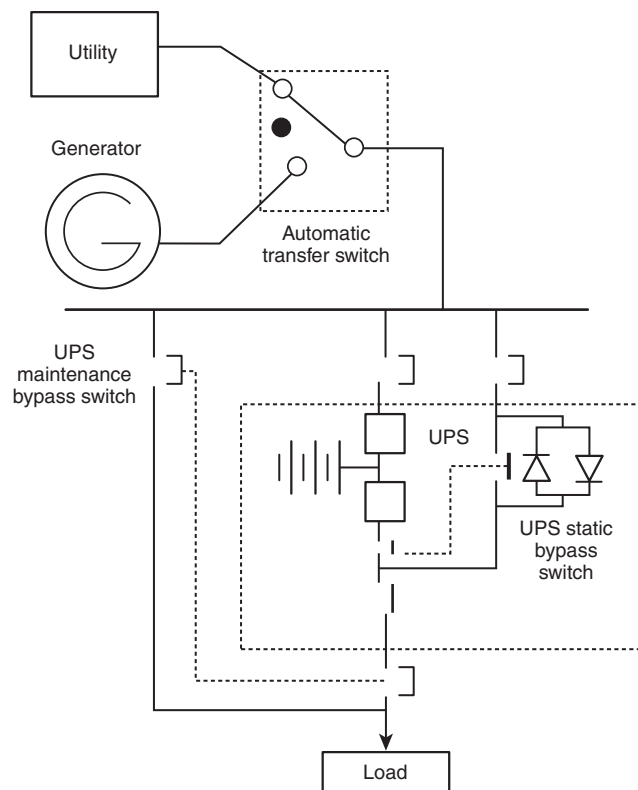 Utility
Generator
Automatic
transfer switch
UPS
maintenance
bypass switch
UPS
UPS static
bypass
switch
Load